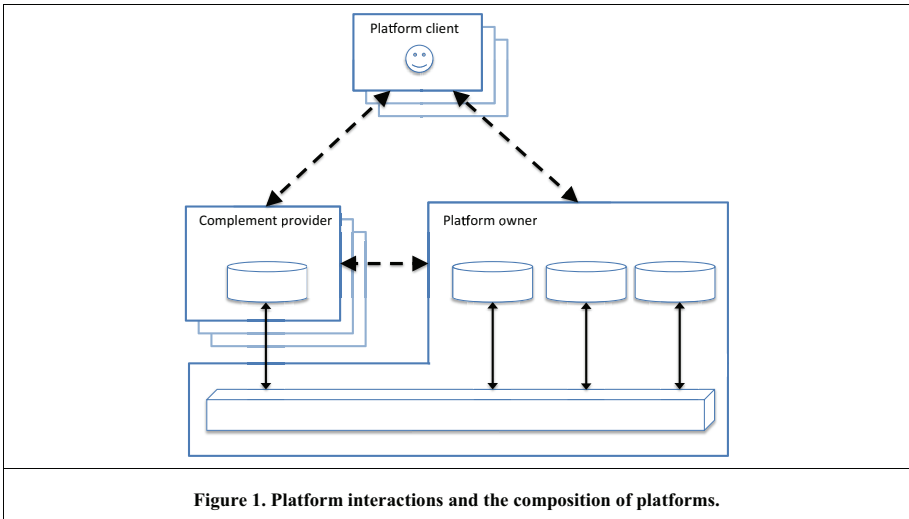 Platform client
Complement provider
Platform owner
Figure 1. Platform interactions and the composition of platforms.